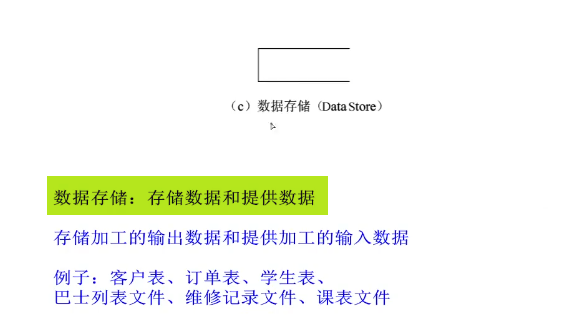 （c）数据存储（Data Store）
数据存储：存储数据和提供数据
存储加工的输出数据和提供加工的输入数据
例子：客户表、订单表、学生表、
巴士列表文件、维修记录文件、课表文件